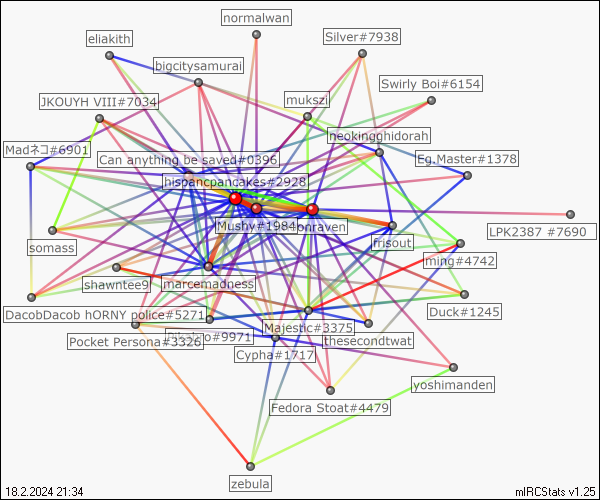 normalwan
eliakith
Silver#7938
bigcitysamurai
Swirly Boi#6154
JKOUYH VIII#7034
mukszi
neokingghidorah
Madネコ#6901
Can anything be saved#0396
Eg.Master#1378
hispancpancakes#2928
Mushy#1984
onraven
LPK2387 #7690
somass
frisout
ming#4742
shawntee9
marcemadness
DacobDacob hORNY police#5271
Duck#1245
Majestic#3375
Pocket Persona#3326
#9971
thesecondtwat
Cypha#1717
yoshimanden
Fedora Stoat#4479
zebula
18.2.2024 21:34
mIRCStats v1.25